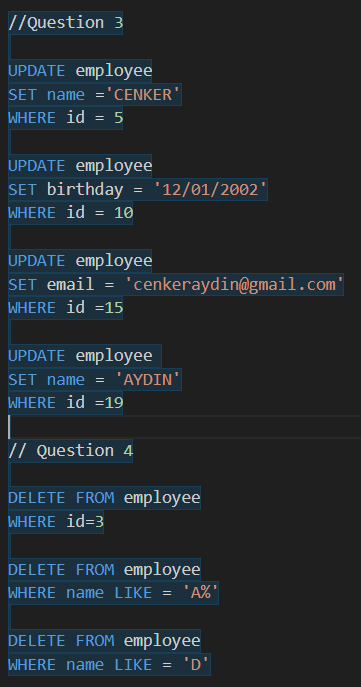 //Question 3
UPDATE employee
SET name ='CENKER'
WHERE id = 5
UPDATE employee
SET birthday = '12/01/2002'
WHERE id = 10
UPDATE employee
SET email = 'cenkeraydin@gmail.com'
WHERE id =15
UPDATE employee
SET name = 'AYDIN'
WHERE id =19
// Question 4
DELETE FROM employee
WHERE id=3
DELETE FROM employee
WHERE name LIKE = 'A%'
DELETE FROM employee
WHERE name LIKE = 'D'